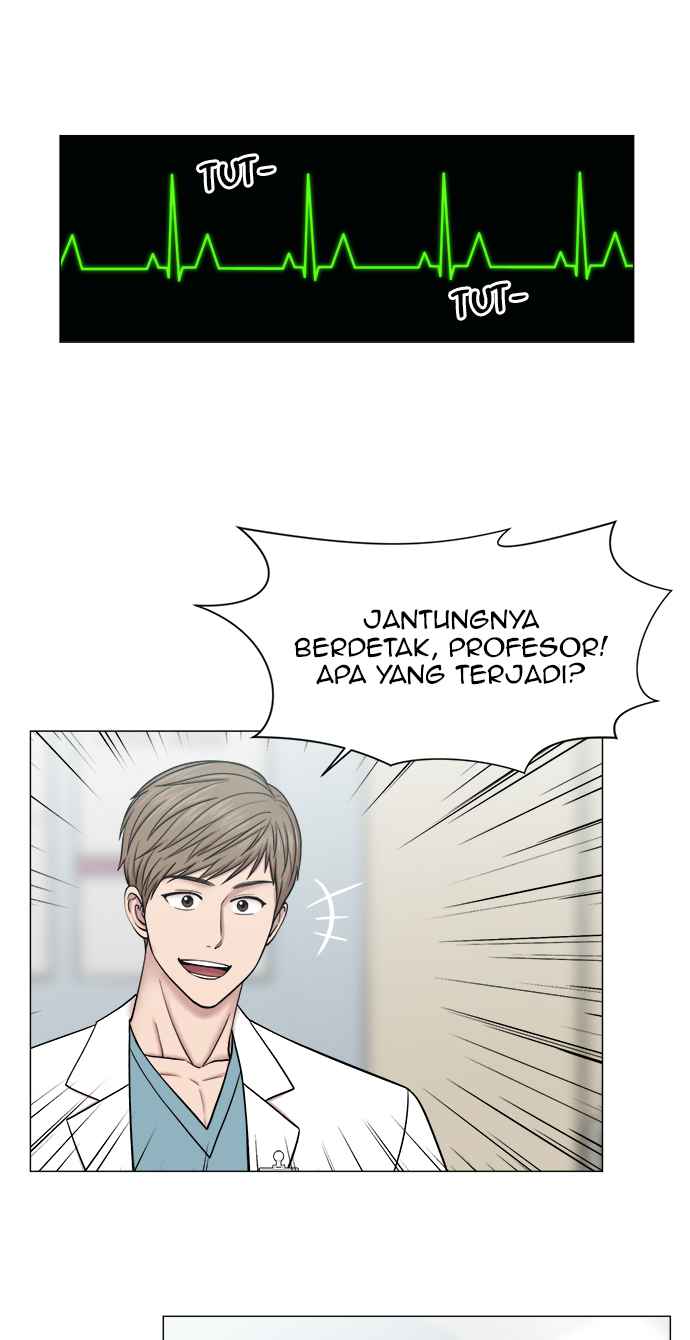 TUT-
TUT-
JANTUNGNYA
BERDETAK, PROFESOR!
APA YANG TERJADI?